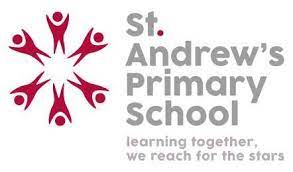 St.
Andrew's
Primary
School
learning together,
we reach for the stars